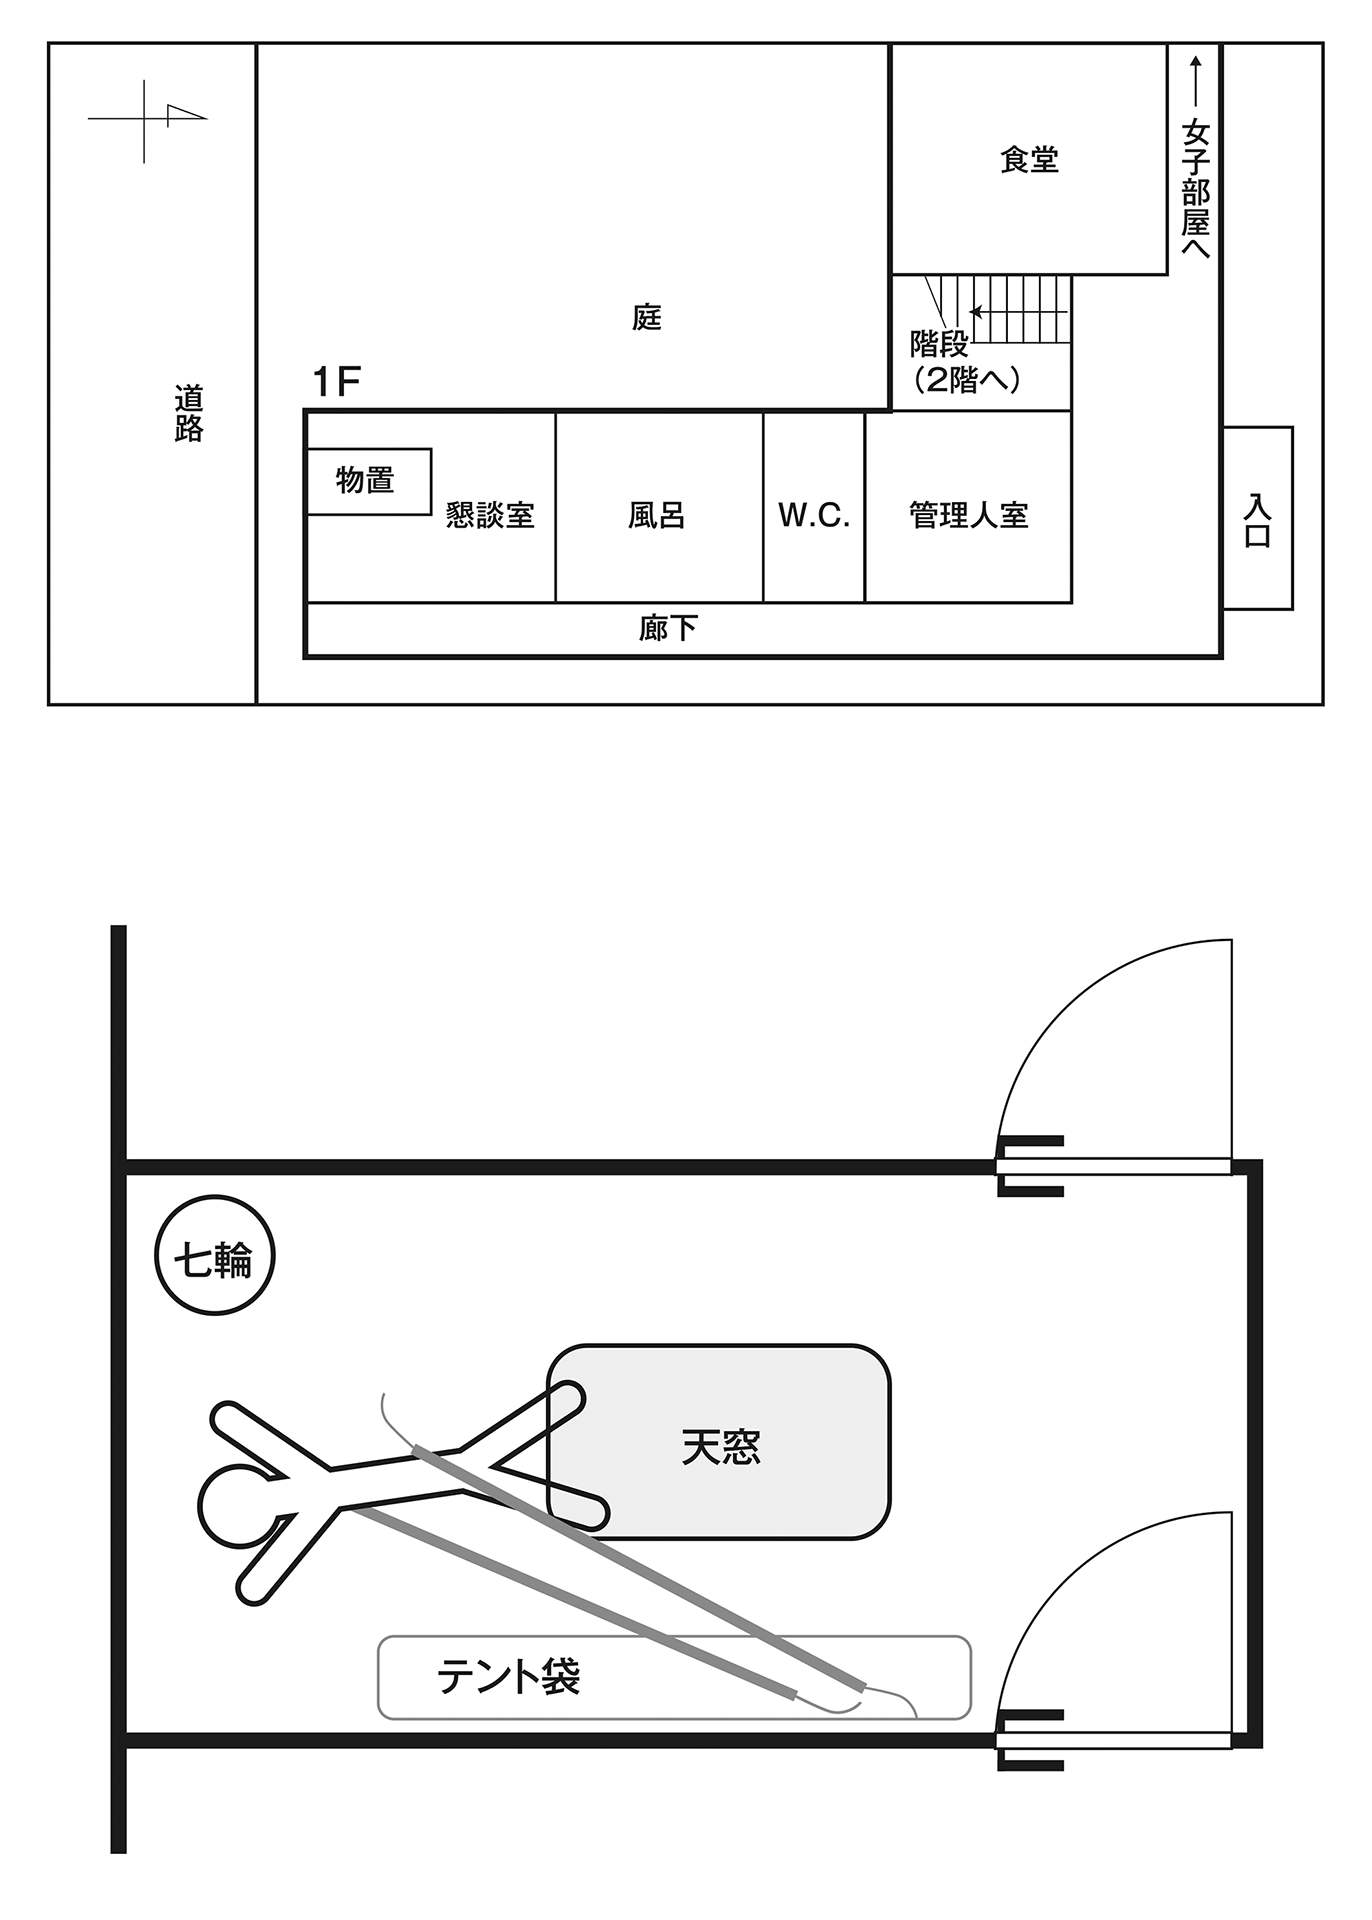 食堂
女子部屋へ
庭
階段
（2階へ）
1F
道路
物置
懇談室
風呂
W.C.
管理人室
入口
廊下
七輪
天窓
テント袋